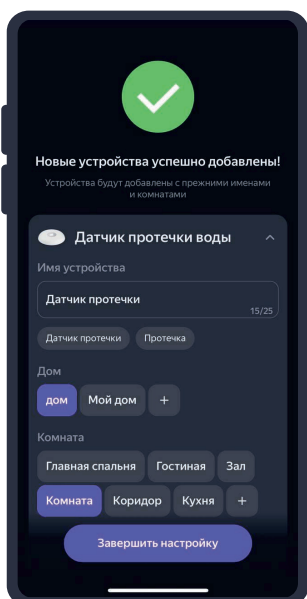 Новые устройства успешно добавлены!
Устройства будут добавлены с прежними именами
и комнатами
Датчик протечки воды
Имя устройства
Датчик протечки
15/25
Датчик протечки Протечка
Дом
дом Мой дом +
Комната
Главная спальня Гостиная Зал
Комната Коридор Кухня +
Завершить настройку